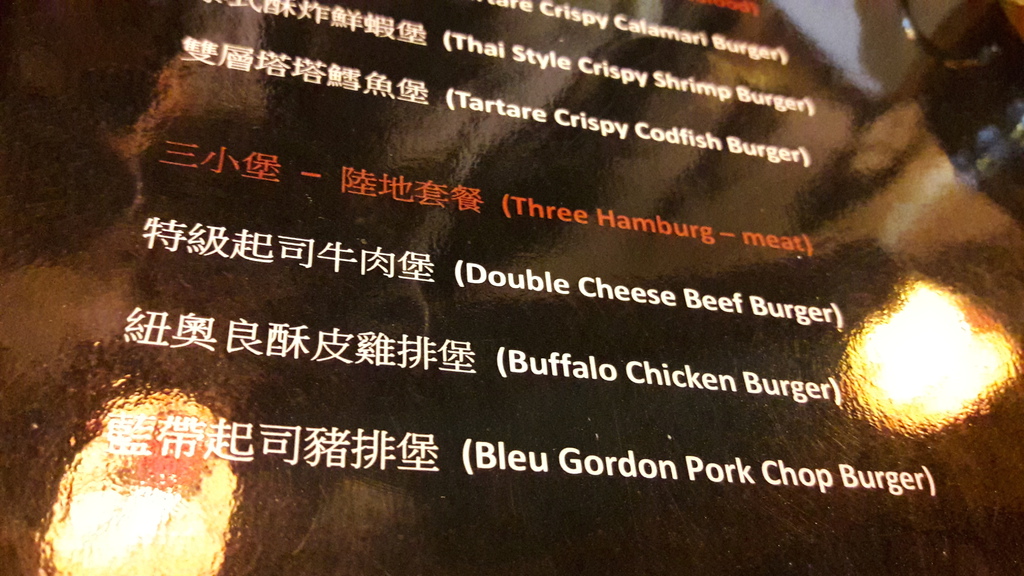 Crispy Calamari Burger)
式酥炸鮮蝦堡 (Thai Style Crispy Shrimp Burger)
雙層塔塔鱈魚堡 (Tartare Crispy Codfish Burger)
三小堡 - 陸地套餐 (Three Hamburg – meat)
特級起司牛肉堡 (Double Cheese Beef Burger)
紐奧良酥皮雞排堡 (Buffalo Chicken Burger)
藍帶起司豬排堡 (Bleu Gordon Pork Chop Burger)